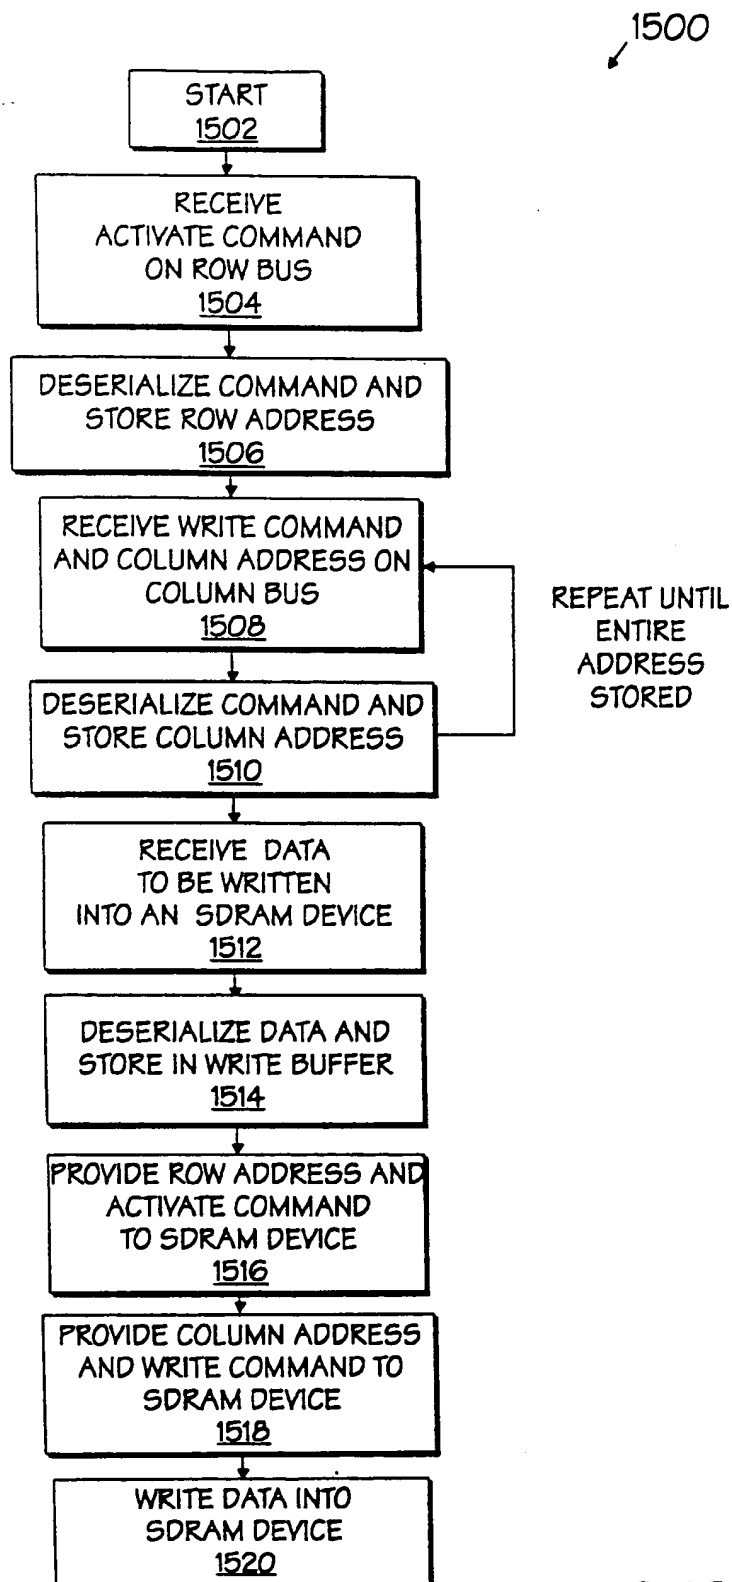 1500
START
1502
RECEIVE
ACTIVATE COMMAND
ON ROW BUS
1504
DESERIALIZE COMMAND AND
STORE ROW ADDRESS
1506
RECEIVE WRITE COMMAND
AND COLUMN ADDRESS ON
COLUMN BUS
1508
REPEAT UNTIL
ENTIRE
ADDRESS
STORED
DESERIALIZE COMMAND AND
STORE COLUMN ADDRESS
1510
RECEIVE DATA
TO BE WRITTEN
INTO AN SDRAM DEVICE
1512
DESERIALIZE DATA AND
STORE IN WRITE BUFFER
1514
PROVIDE ROW ADDRESS AND
ACTIVATE COMMAND
TO SDRAM DEVICE
1516
PROVIDE COLUMN ADDRESS
AND WRITE COMMAND TO
SDRAM DEVICE
1518
WRITE DATA INTO
SDRAM DEVICE
1520